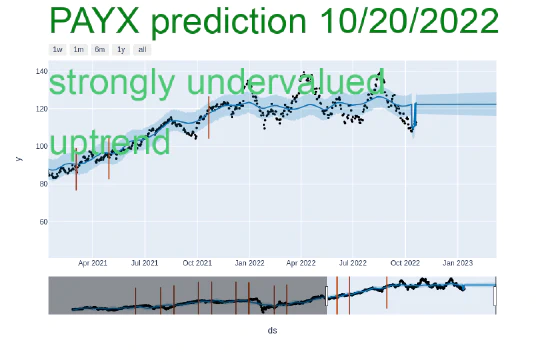 PAYX prediction 10/20/2022
1w 1m 6m 1y all
strongly undervalued
uptrend
140
120
100
80
60
y
Apr 2021 Jul 2021 Oct 2021 Jan 2022 Apr 2022 Jul 2022 Oct 2022 Jan 2023
ds